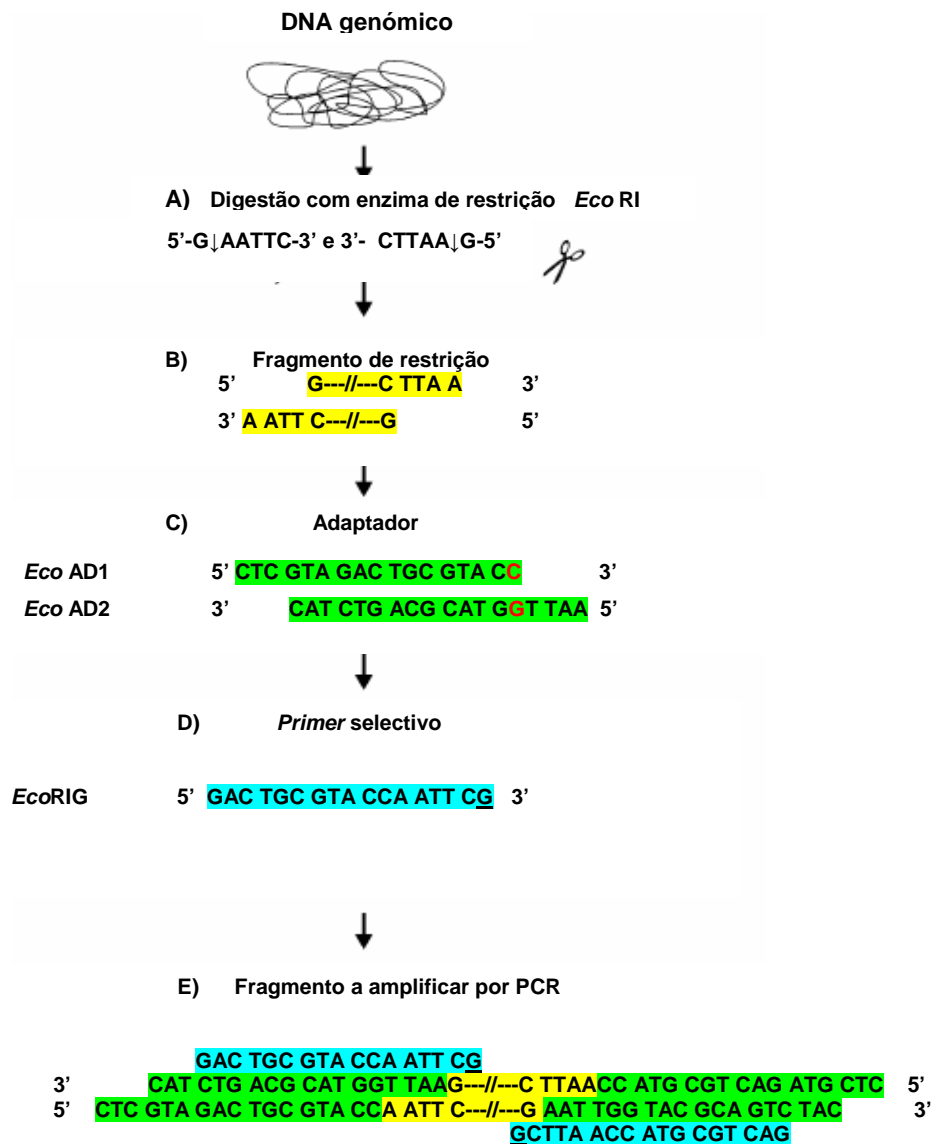 DNA genómico
A) Digestão com enzima de restrição Eco RI
5’-G↓AATTC-3’ e 3’- CTTAA↓G-5’
B) Fragmento de restrição
5’ G---//---C TTA A 3’
3’ A ATT C---//---G 5’
C) Adaptador
Eco AD1 5’ CTC GTA GAC TGC GTA CC 3’
Eco AD2 3’ CAT CTG ACG CAT GGT TAA 5’
D) Primer selectivo
EcoRIG 5’ GAC TGC GTA CCA ATT CG 3’
E) Fragmento a amplificar por PCR
GAC TGC GTA CCA ATT CG
3’ CAT CTG ACG CAT GGT TAAG---//---C TTAACC ATG CGT CAG ATG CTC 5’
5’ CTC GTA GAC TGC GTA CCA ATT C---//---G AAT TGG TAC GCA GTC TAC 3’
GCTTA ACC ATG CGT CAG